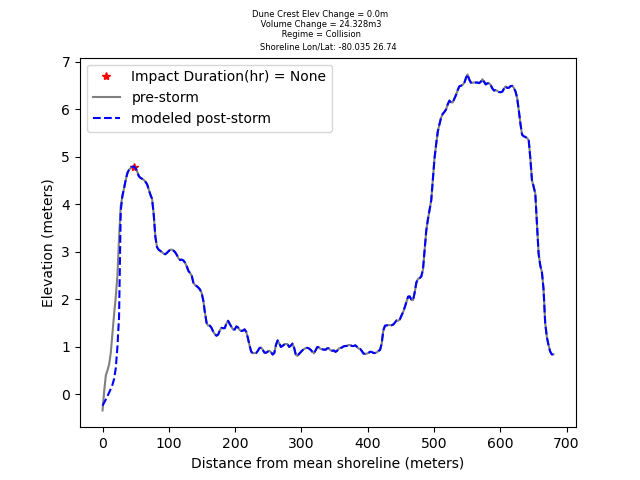 Dune Crest Elev Change = 0.0m
Volume Change = 24.328m3
Regime = Collision
Shoreline Lon/Lat: -80.035 26.74
Impact Duration(hr) = None
pre-storm
modeled post-storm
7
6
5
4
3
2
1
0
Elevation (meters)
0 100 200 300 400 500 600 700
Distance from mean shoreline (meters)